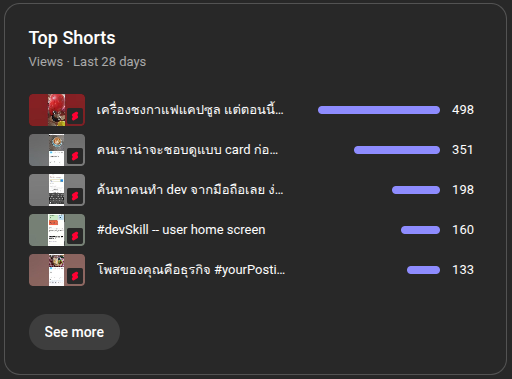 Top Shorts
Views · Last 28 days
เครื่องชงกาแฟแคปซูล แต่ตอนนี้... 498
คนเราน่าจะชอบดูแบบ card ก่อ... 351
ค้นหาคนทำ dev จากมือถือเลย ง่... 198
#devSkill – user home screen 160
โพสของคุณคือธุรกิจ #yourPosti... 133
See more